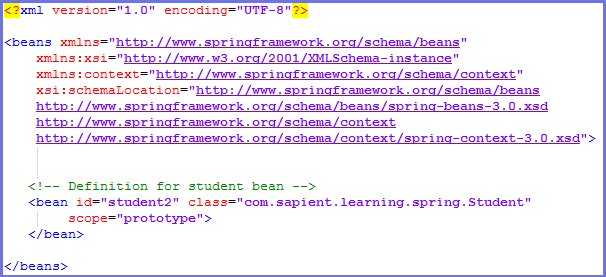 <?xml version="1.0" encoding="UTF-8"?>
<beans xmlns="http://www.springframework.org/schema/beans"
xmlns:xsi="http://www.w3.org/2001/XMLSchema-instance"
xmlns:context="http://www.springframework.org/schema/context"
xsi:schemaLocation="http://www.springframework.org/schema/beans
http://www.springframework.org/schema/beans/spring-beans-3.0.xsd
http://www.springframework.org/schema/context
http://www.springframework.org/schema/context/spring-context-3.0.xsd">
<!-- Definition for student bean -->
<bean id="student2" class="com.sapient.learning.spring.Student"
scope="prototype">
</bean>
</beans>